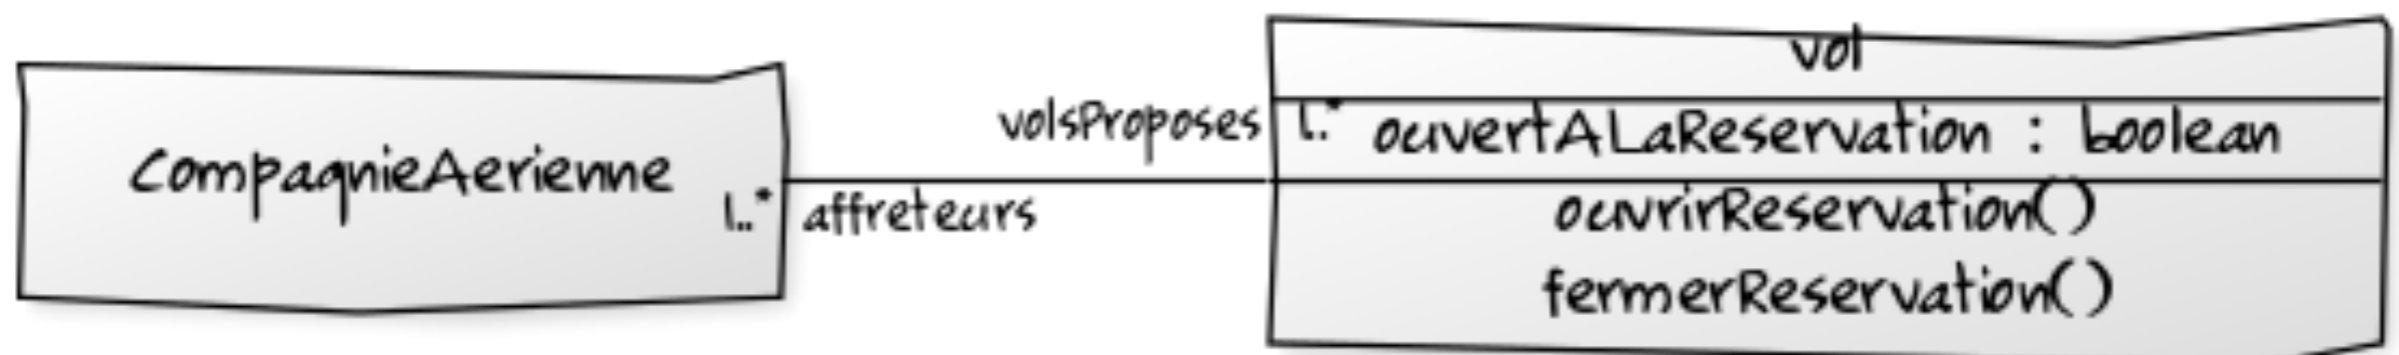 CompagnieAerienne
1..*
affreteurs
volsProposes
1..*
Vol
ouvertALaReservation : boolean
ouvrirReservation()
fermerReservation()